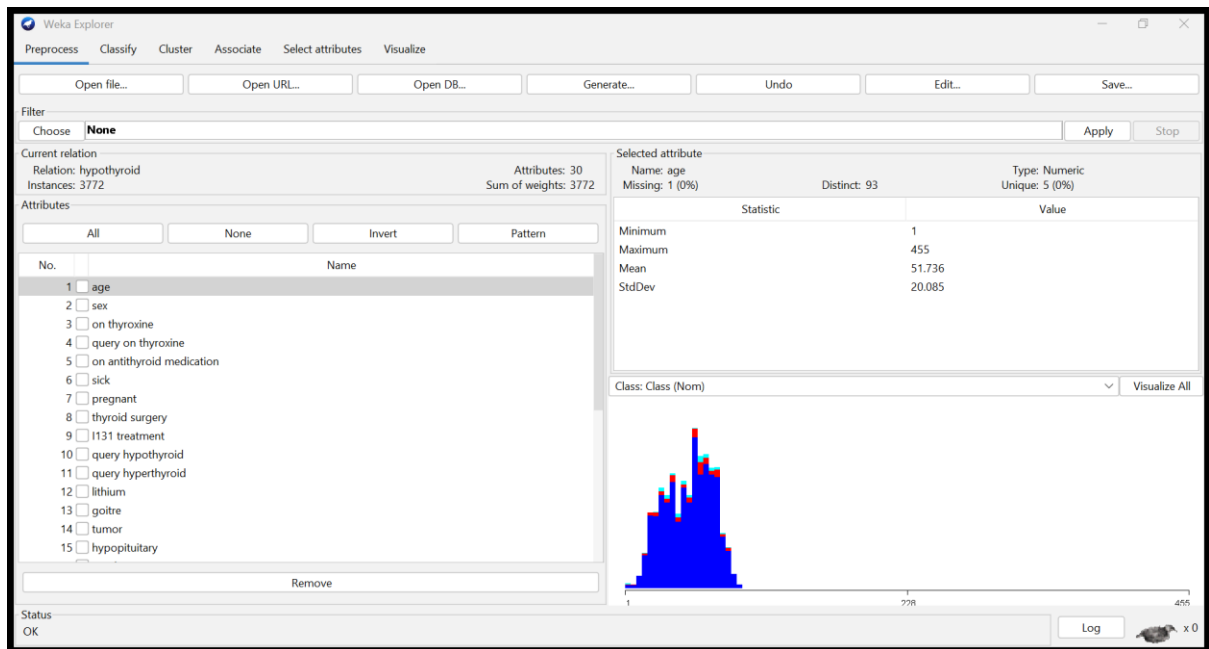 Weka Explorer
Preprocess Classify Cluster Associate Select attributes Visualize
Open file... Open URL... Open DB... Generate... Undo Edit... Save...
Filter
Choose None Apply Stop
Current relation
Relation: hypothyroid Attributes: 30
Instances: 3772 Sum of weights: 3772
Attributes
All None Invert Pattern
No. Name
1 age
2 sex
3 on thyroxine
4 query on thyroxine
5 on antithyroid medication
6 sick
7 pregnant
8 thyroid surgery
9 I131 treatment
10 query hypothyroid
11 query hyperthyroid
12 lithium
13 goitre
14 tumor
15 hypopituitary
Remove
Selected attribute
Name: age Type: Numeric
Missing: 1 (0%) Distinct: 93 Unique: 5 (0%)
Statistic Value
Minimum 1
Maximum 455
Mean 51.736
StdDev 20.085
Class: Class (Nom) Visualize All
1 228 455
Status
OK
Log x 0